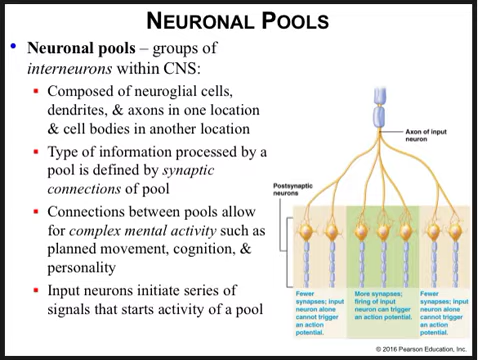 NEURONAL POOLS
• Neuronal pools – groups of
interneurons within CNS:
▪ Composed of neuroglial cells,
dendrites, & axons in one location
& cell bodies in another location
▪ Type of information processed by a
pool is defined by synaptic
connections of pool
▪ Connections between pools allow
for complex mental activity such as
planned movement, cognition, &
personality
▪ Input neurons initiate series of
signals that starts activity of a pool
Axon of input
neuron
Postsynaptic
neurons
Fewer
synapses; input
neuron alone
cannot trigger
an action
potential.
More synapses;
firing of input
neuron can trigger
an action potential.
Fewer
synapses; input
neuron alone
cannot trigger
an action
potential.
© 2016 Pearson Education, Inc.